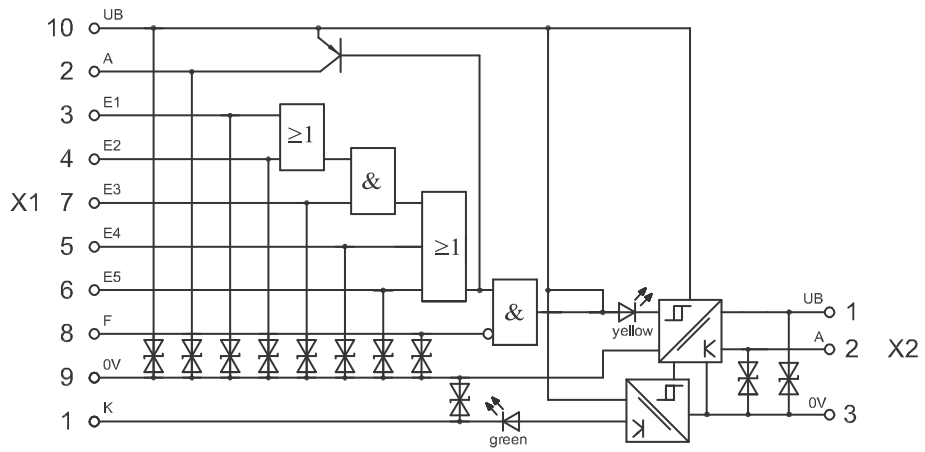 10 UB
2 A
3 E1
≥1
4 E2
&
X1 7 E3
5 E4
≥1
6 E5
&
UB 1
8 F
yellow
A 2 X2
9 0V
0V 3
1 K
green